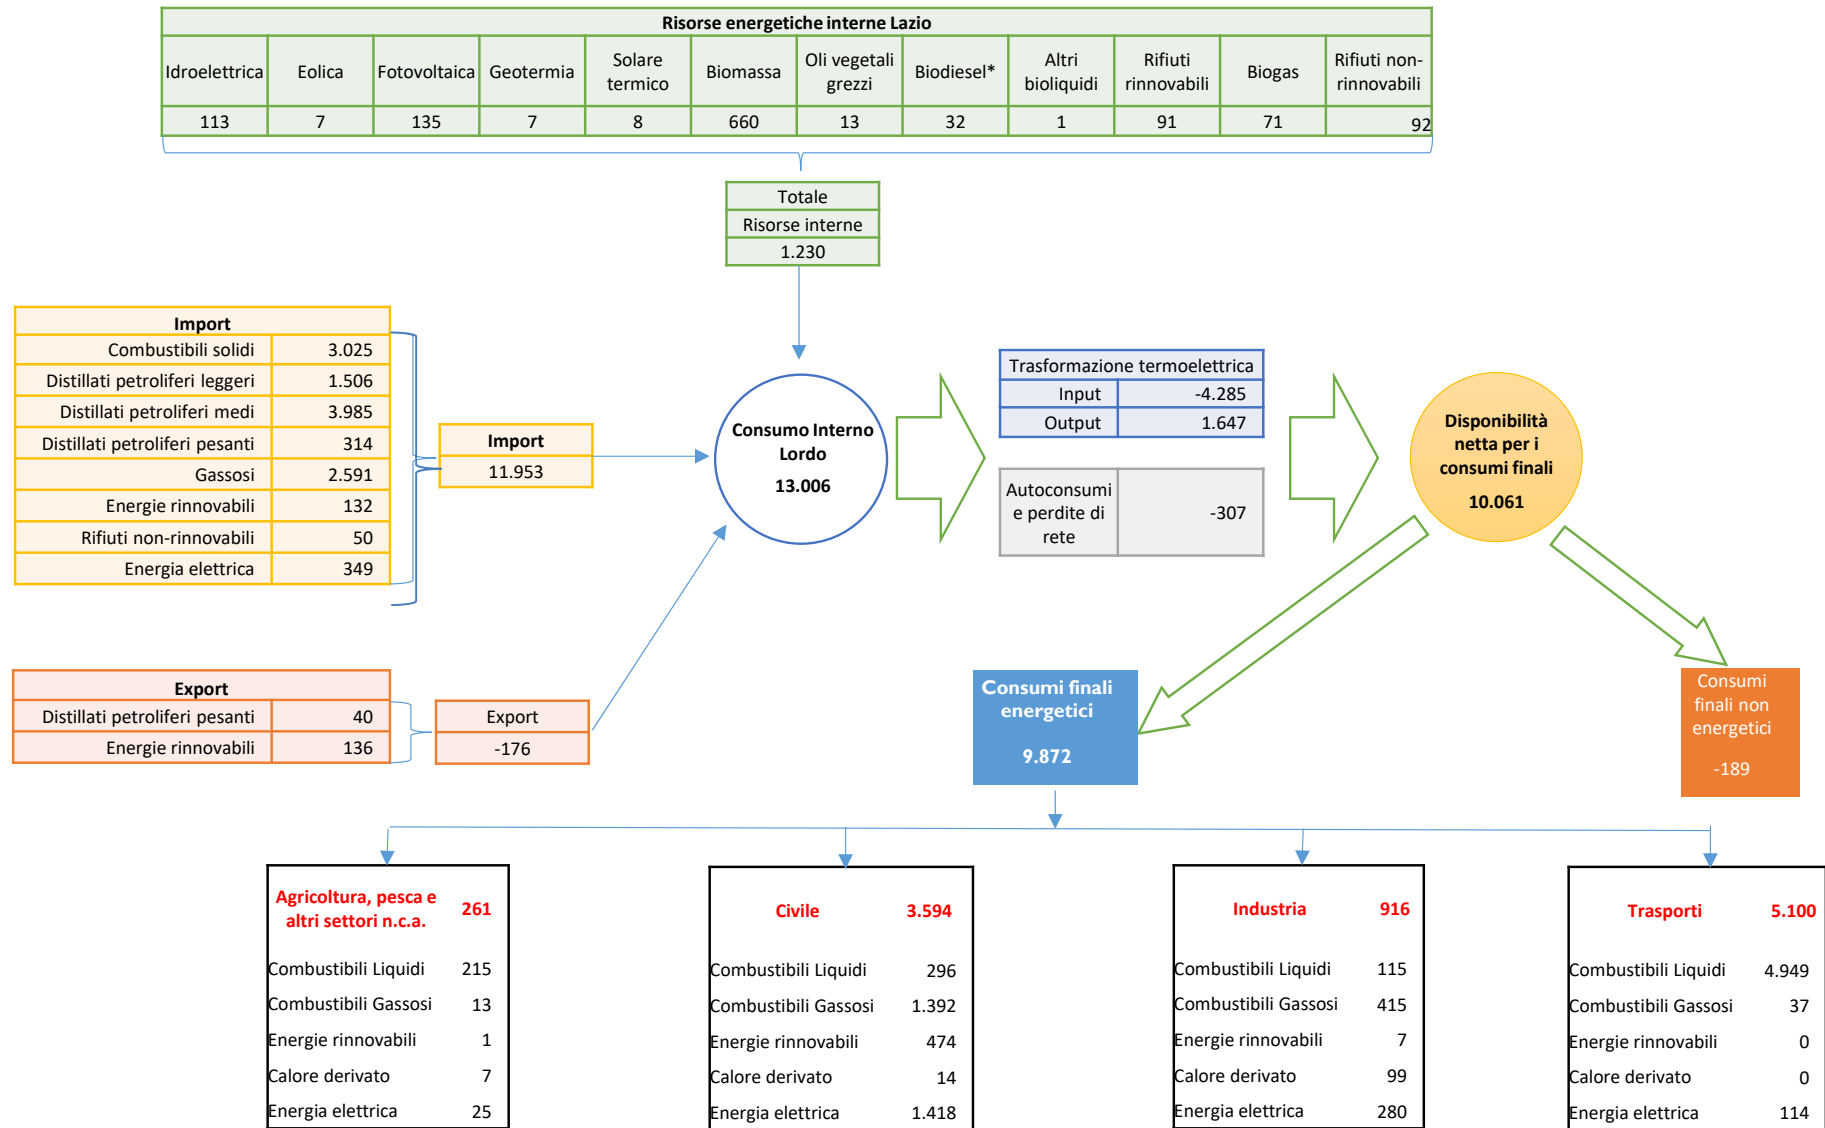 Risorse energetiche interne Lazio
Idroelettrica Eolica Fotovoltaica Geotermia Solare termico Biomassa Oli vegetali grezzi Biodiesel* Altri bioliquidi Rifiuti rinnovabili Biogas Rifiuti non-rinnovabili
113 7 135 7 8 660 13 32 1 91 71 92
Totale
Risorse interne
1.230
Import
Combustibili solidi 3.025
Distillati petroliferi leggeri 1.506
Distillati petroliferi medi 3.985
Distillati petroliferi pesanti 314
Gassosi 2.591
Energie rinnovabili 132
Rifiuti non-rinnovabili 50
Energia elettrica 349
Import
11.953
Consumo Interno
Lordo
13.006
Trasformazione termoelettrica
Input -4.285
Output 1.647
Autoconsumi
e perdite di
rete
-307
Disponibilità
netta per i
consumi finali
10.061
Export
Distillati petroliferi pesanti 40
Energie rinnovabili 136
Export
-176
Consumi finali
energetici
9.872
Consumi
finali non
energetici
-189
Agricoltura, pesca e
altri settori n.c.a.
261
Combustibili Liquidi 215
Combustibili Gassosi 13
Energie rinnovabili 1
Calore derivato 7
Energia elettrica 25
Civile 3.594
Combustibili Liquidi 296
Combustibili Gassosi 1.392
Energie rinnovabili 474
Calore derivato 14
Energia elettrica 1.418
Industria 916
Combustibili Liquidi 115
Combustibili Gassosi 415
Energie rinnovabili 7
Calore derivato 99
Energia elettrica 280
Trasporti 5.100
Combustibili Liquidi 4.949
Combustibili Gassosi 37
Energie rinnovabili 0
Calore derivato 0
Energia elettrica 114